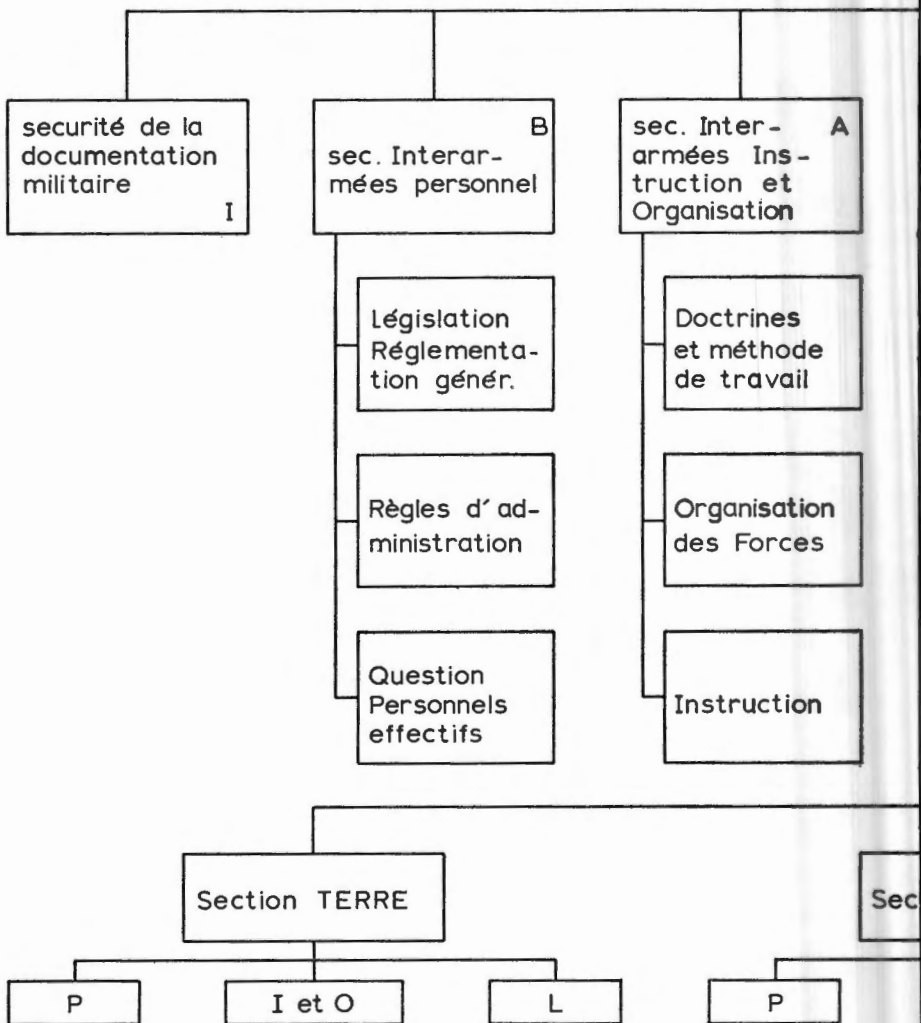 securité de la
documentation
militaire
I
B
sec. Interar-
mées personnel
A
sec. Inter-
armées Ins-
truction et
Organisation
Législation
Réglementa-
tion génér.
Règles d'ad-
ministration
Question
Personnels
effectifs
Doctrines
et méthode
de travail
Organisation
des Forces
Instruction
Section TERRE
Sec
P
I et O
L
P